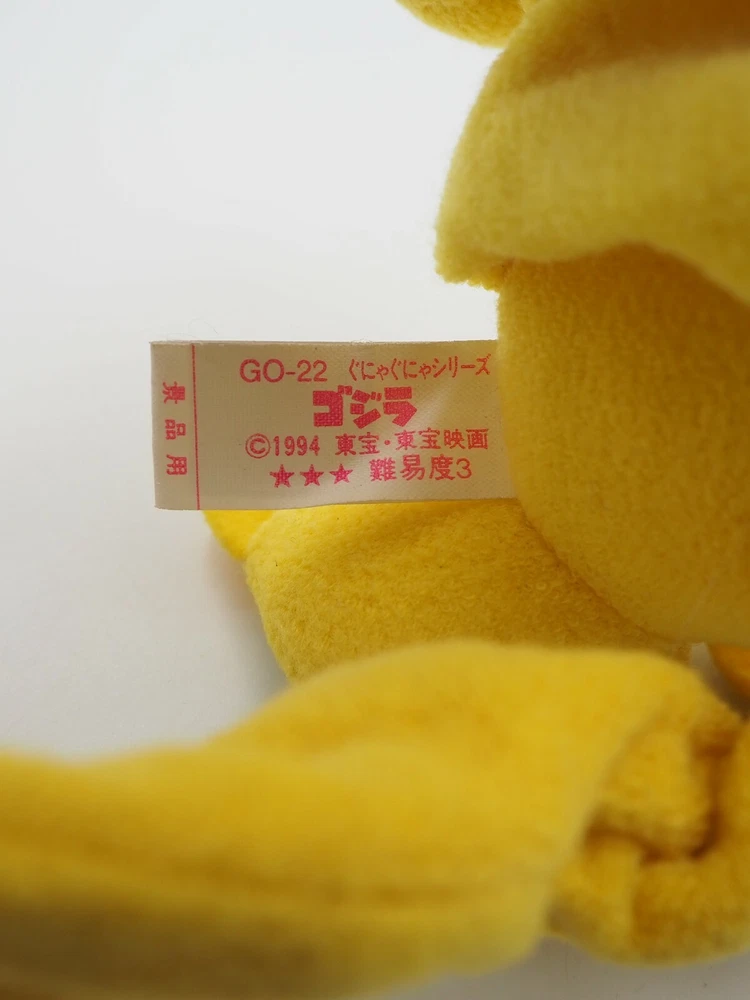 GO-22 ぐにゃぐにゃシリーズ
ゴジラ
©1994 東宝・東宝映画
★★★ 難易度3
景品用